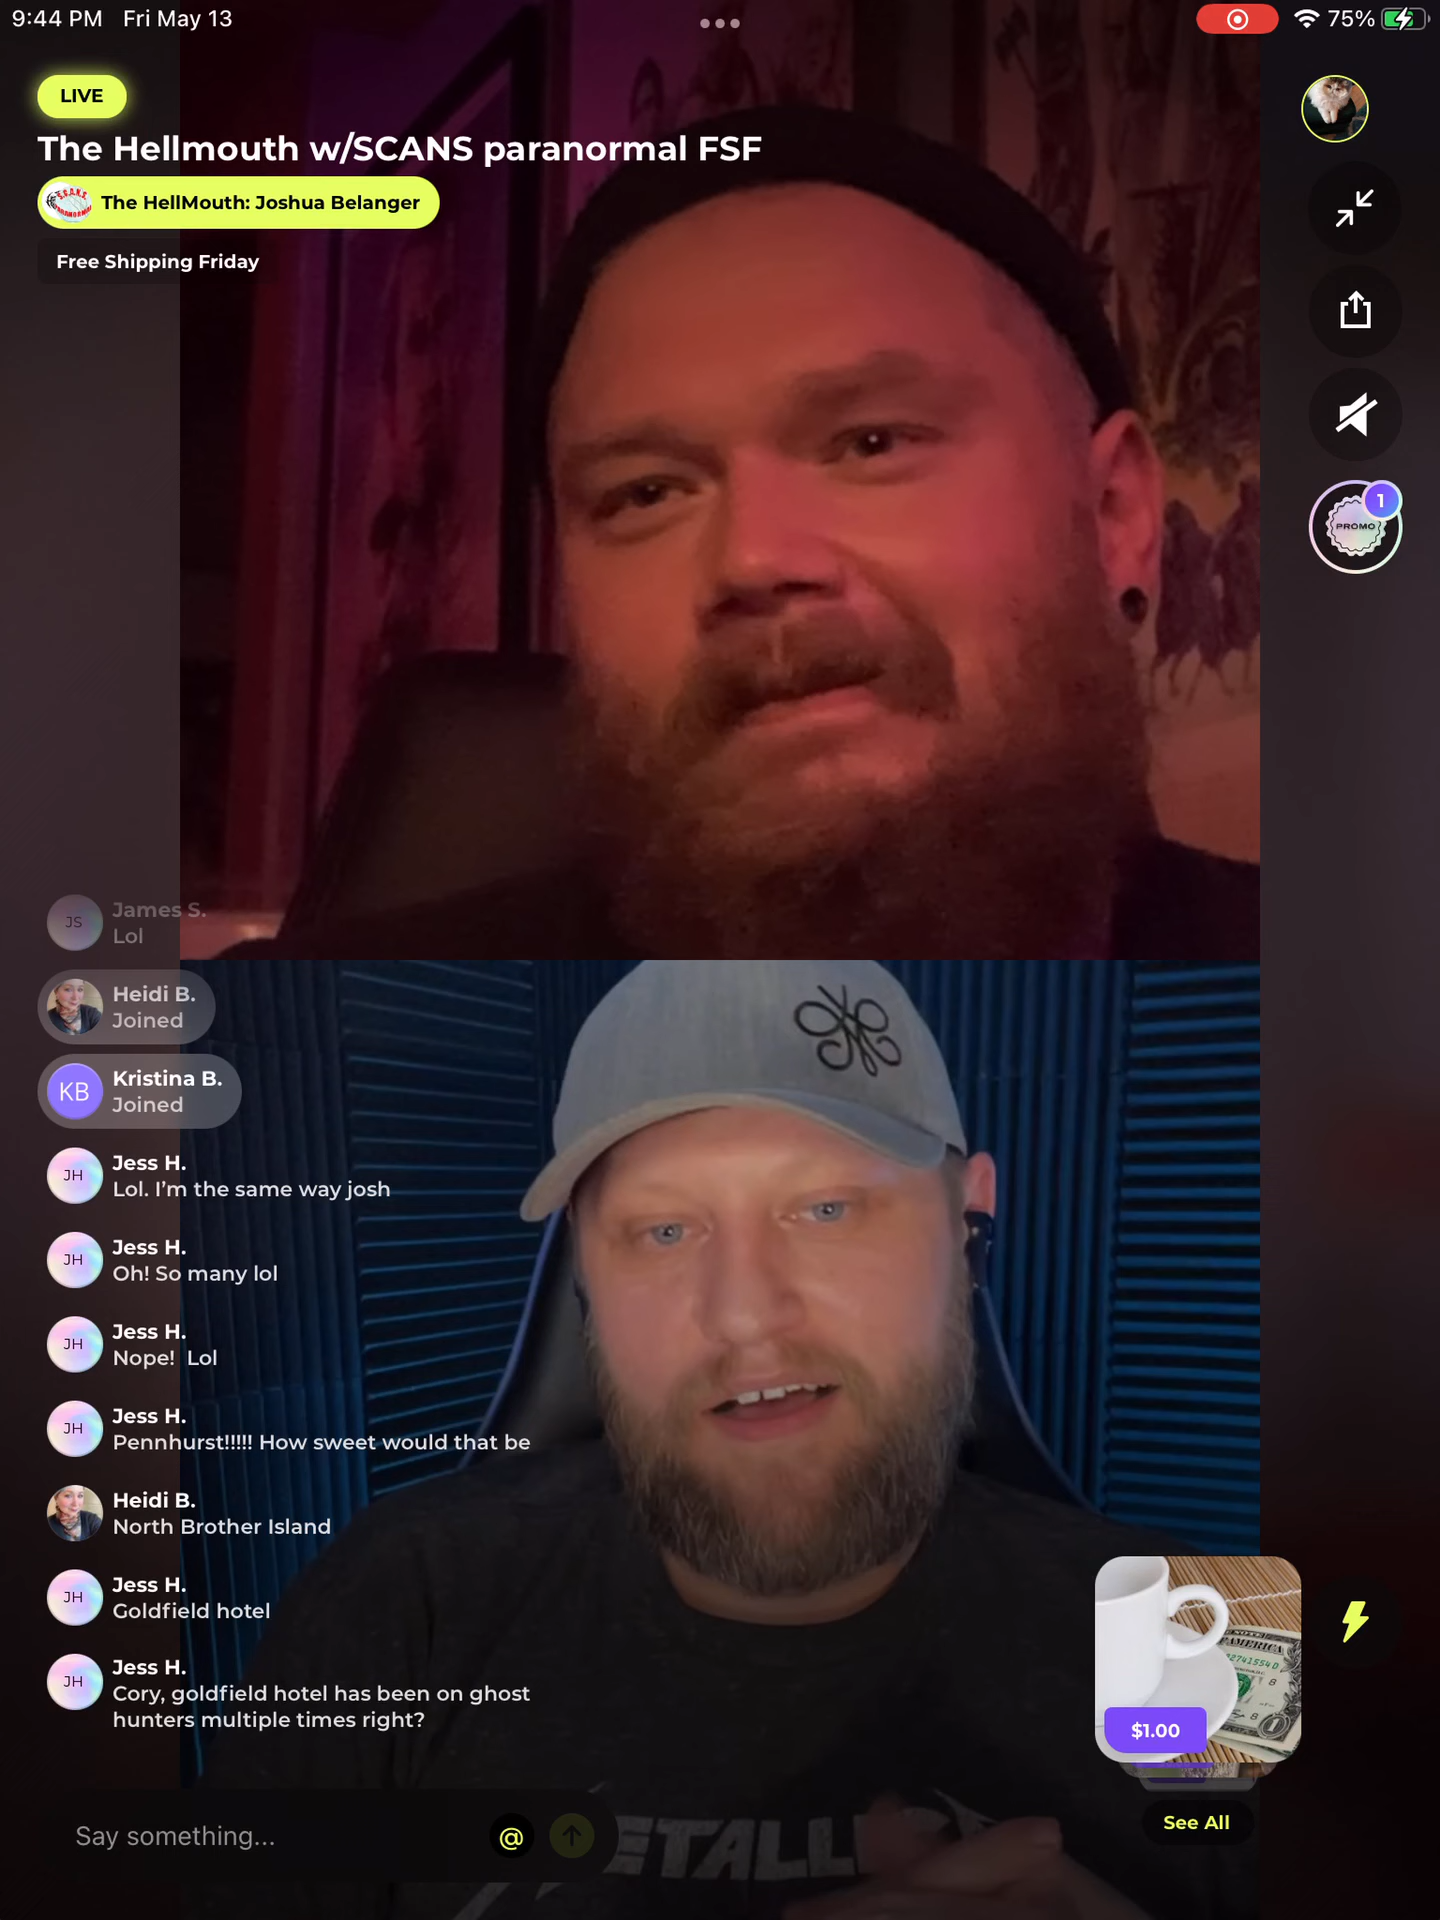 9:44 PM Fri May 13
75%
LIVE
The Hellmouth w/SCANS paranormal FSF
The HellMouth: Joshua Belanger
Free Shipping Friday
1
PROMO
JS
James S.
Lol
Heidi B.
Joined
KB
Kristina B.
Joined
JH
Jess H.
Lol. I’m the same way josh
JH
Jess H.
Oh! So many lol
JH
Jess H.
Nope!  Lol
JH
Jess H.
Pennhurst!!!!! How sweet would that be
Heidi B.
North Brother Island
JH
Jess H.
Goldfield hotel
JH
Jess H.
Cory, goldfield hotel has been on ghost
hunters multiple times right?
AMERICA
$1.00
See All
Say something...
@
ETALLI